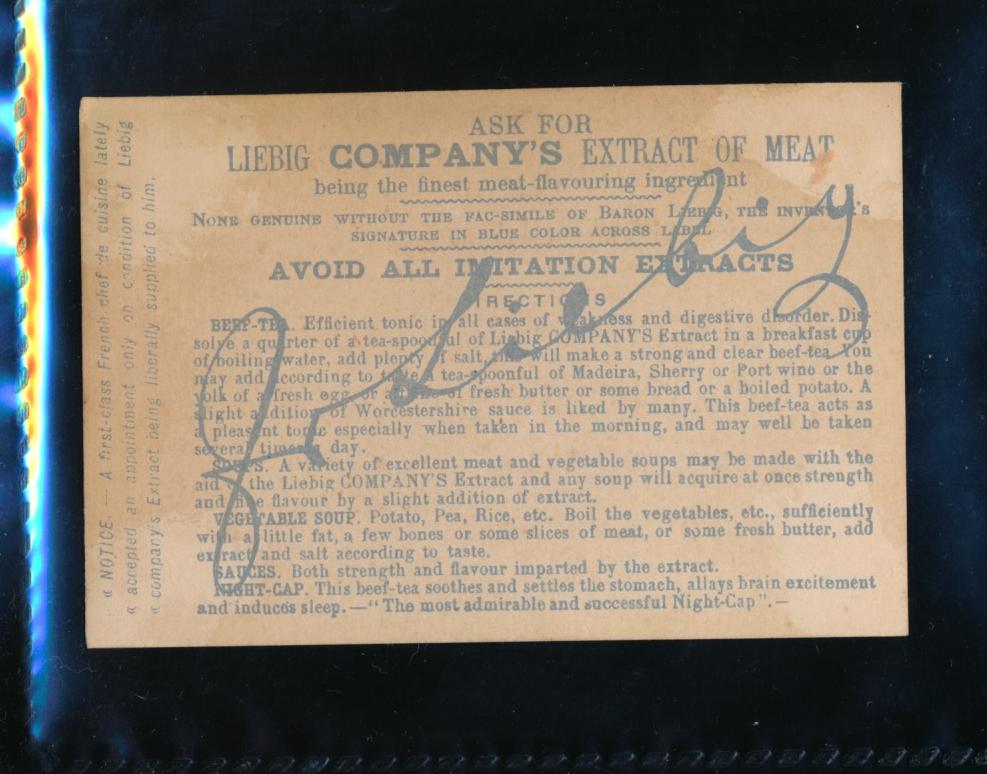 ASK FOR
LIEBIG COMPANY'S EXTRACT OF MEAT
being the finest meat-flavouring ingredient
NONE GENUINE WITHOUT THE FAC-SIMILE OF BARON LIEBIG, THE INVENTOR'S
SIGNATURE IN BLUE COLOR ACROSS LABEL
AVOID ALL IMITATION EXTRACTS
DIRECTIONS
BEEF-TEA. Efficient tonic in all cases of weakness and digestive disorder. Dis-
solve a quarter of a tea-spoonful of Liebig COMPANY'S Extract in a breakfast cup
of boiling water, add plenty of salt, this will make a strong and clear beef-tea. You
may add according to taste a tea-spoonful of Madeira, Sherry or Port wine or the
yolk of a fresh egg, or a of fresh butter or some bread or a boiled potato. A
slight addition of Worcestershire sauce is liked by many. This beef-tea acts as
a pleasant tonic especially when taken in the morning, and may well be taken
several times a day.
SOUPS. A variety of excellent meat and vegetable soups may be made with the
aid of the Liebig COMPANY'S Extract and any soup will acquire at once strength
and fine flavour by a slight addition of extract.
VEGETABLE SOUP. Potato, Pea, Rice, etc. Boil the vegetables, etc., sufficiently
with a little fat, a few bones or some slices of meat, or some fresh butter, add
extract and salt according to taste.
SAUCES. Both strength and flavour imparted by the extract.
NIGHT-CAP. This beef-tea soothes and settles the stomach, allays brain excitement
and induces sleep. — "The most admirable and successful Night-Cap". —
J v Liebig
« NOTICE. — A first-class French chef de cuisine lately
« accepted an appointment only on condition of Liebig
« company's Extract being liberally supplied to him.